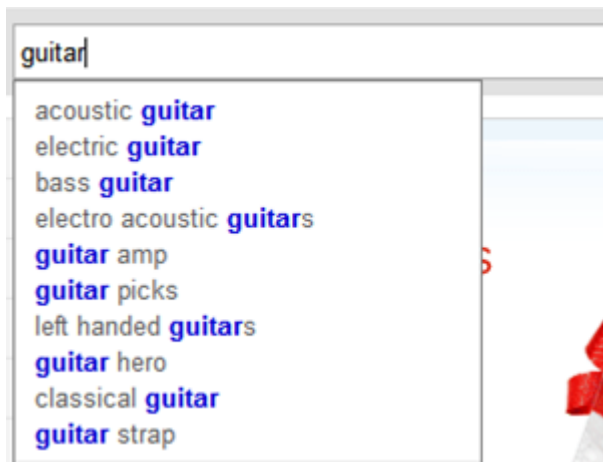 guitar
acoustic guitar
electric guitar
bass guitar
electro acoustic guitars
guitar amp
guitar picks
left handed guitars
guitar hero
classical guitar
guitar strap